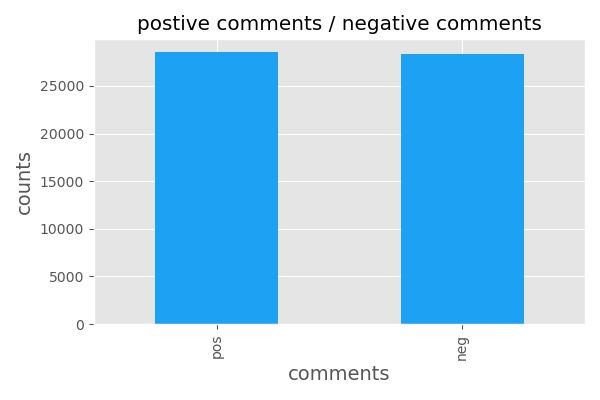 postive comments / negative comments
counts
25000
20000
15000
10000
5000
0
pos
neg
comments